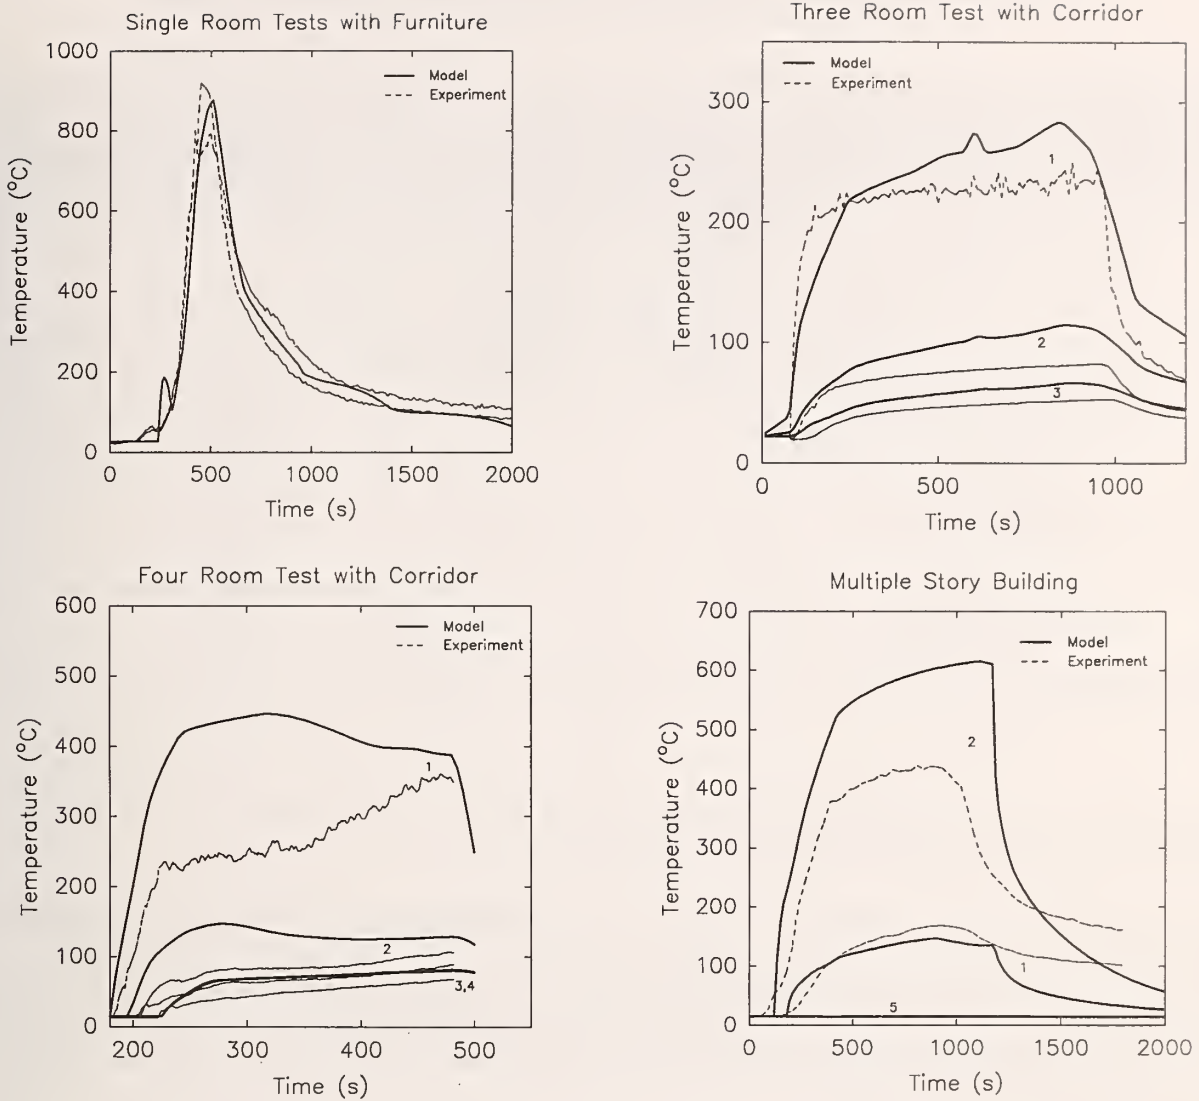 Single Room Tests with Furniture
1000
800
600
400
200
0
Temperature (°C)
Model
Experiment
0 500 1000 1500 2000
Time (s)
Three Room Test with Corridor
300
200
100
0
Temperature (°C)
Model
Experiment
1
2
3
0 500 1000
Time (s)
Four Room Test with Corridor
600
500
400
300
200
100
0
Temperature (°C)
Model
Experiment
1
2
3,4
200 300 400 500
Time (s)
Multiple Story Building
700
600
500
400
300
200
100
0
Temperature (°C)
Model
Experiment
2
1
5
0 500 1000 1500 2000
Time (s)